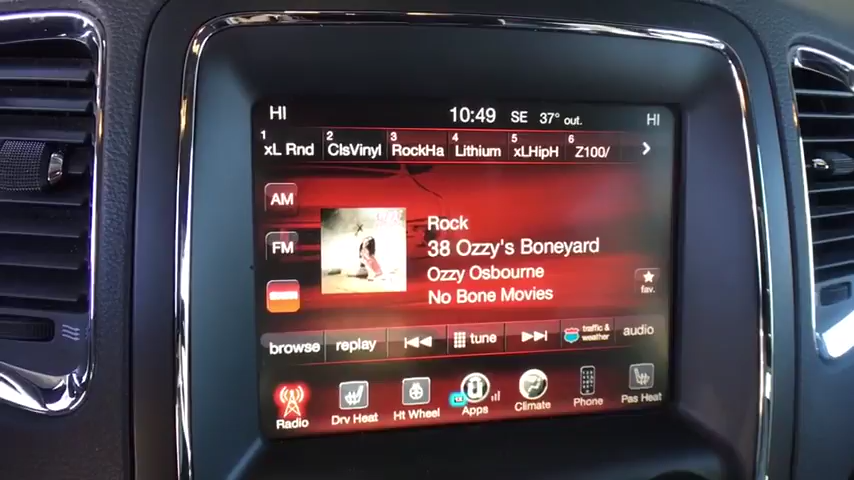 HI 10:49 SE 37° out. HI
1 xL Rnd 2 ClsVinyl 3 RockHa 4 Lithium 5 xLHipH 6 Z100/
AM
FM
Rock
38 Ozzy's Boneyard
Ozzy Osbourne
No Bone Movies
fav.
browse replay tune traffic & weather audio
Radio Drv Heat Ht Wheel Apps Climate Phone Pas Heat